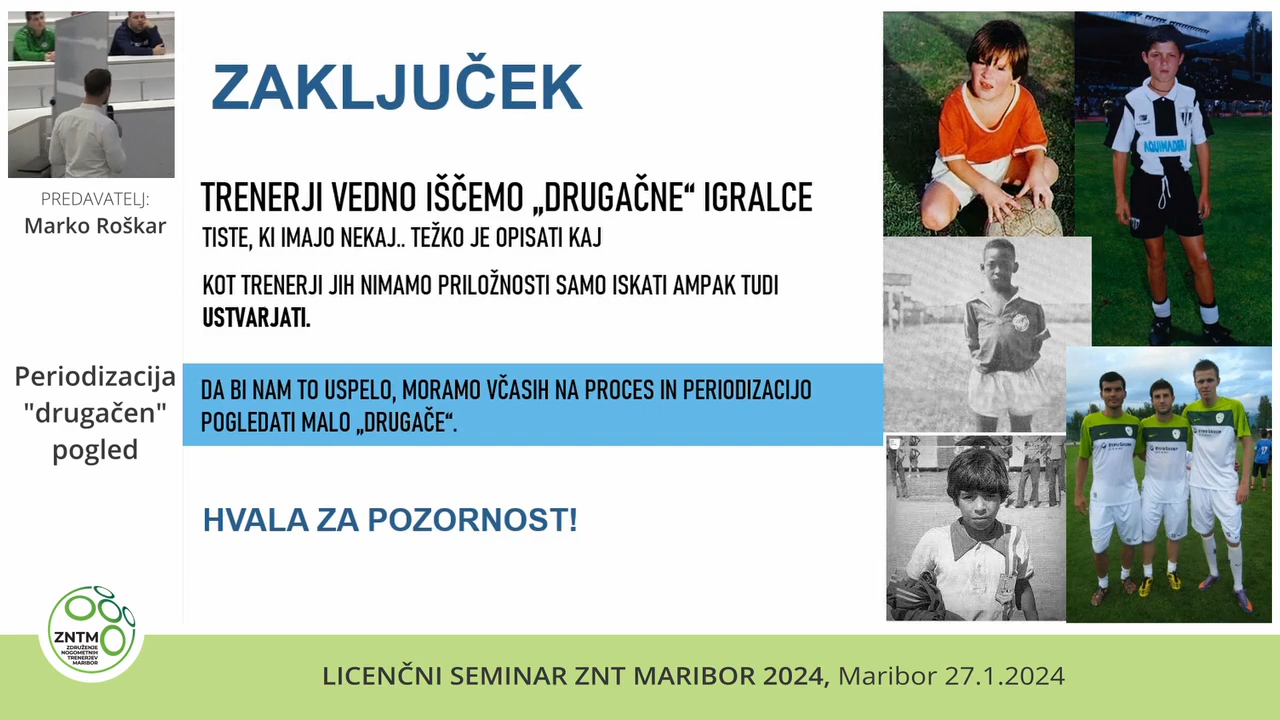 ZAKLJUČEK
TRENERJI VEDNO IŠČEMO „DRUGAČNE“ IGRALCE
TISTE, KI IMAJO NEKAJ.. TEŽKO JE OPISATI KAJ
KOT TRENERJI JIH NIMAMO PRILOŽNOSTI SAMO ISKATI AMPAK TUDI
USTVARJATI.
DA BI NAM TO USPELO, MORAMO VČASIH NA PROCES IN PERIODIZACIJO
POGLEDATI MALO „DRUGAČE“.
HVALA ZA POZORNOST!
PREDAVATELJ:
Marko Roškar
Periodizacija
"drugačen"
pogled
ZNTM
ZDRUŽENJE
NOGOMETNIH
TRENERJEV
MARIBOR
LICENČNI SEMINAR ZNT MARIBOR 2024, Maribor 27.1.2024